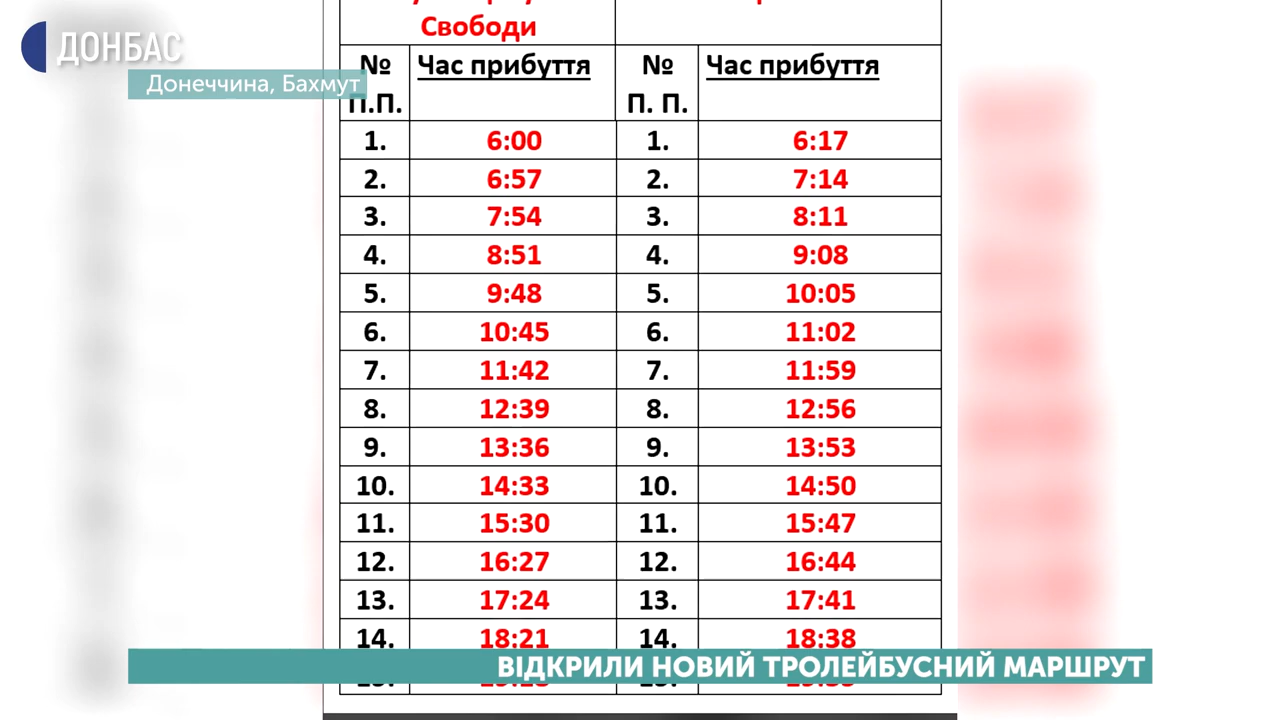 ДОНБАС
Донеччина, Бахмут
Свободи
№ П.П. Час прибуття № П. П. Час прибуття
1. 6:00 1. 6:17
2. 6:57 2. 7:14
3. 7:54 3. 8:11
4. 8:51 4. 9:08
5. 9:48 5. 10:05
6. 10:45 6. 11:02
7. 11:42 7. 11:59
8. 12:39 8. 12:56
9. 13:36 9. 13:53
10. 14:33 10. 14:50
11. 15:30 11. 15:47
12. 16:27 12. 16:44
13. 17:24 13. 17:41
14. 18:21 14. 18:38
ВІДКРИЛИ НОВИЙ ТРОЛЕЙБУСНИЙ МАРШРУТ